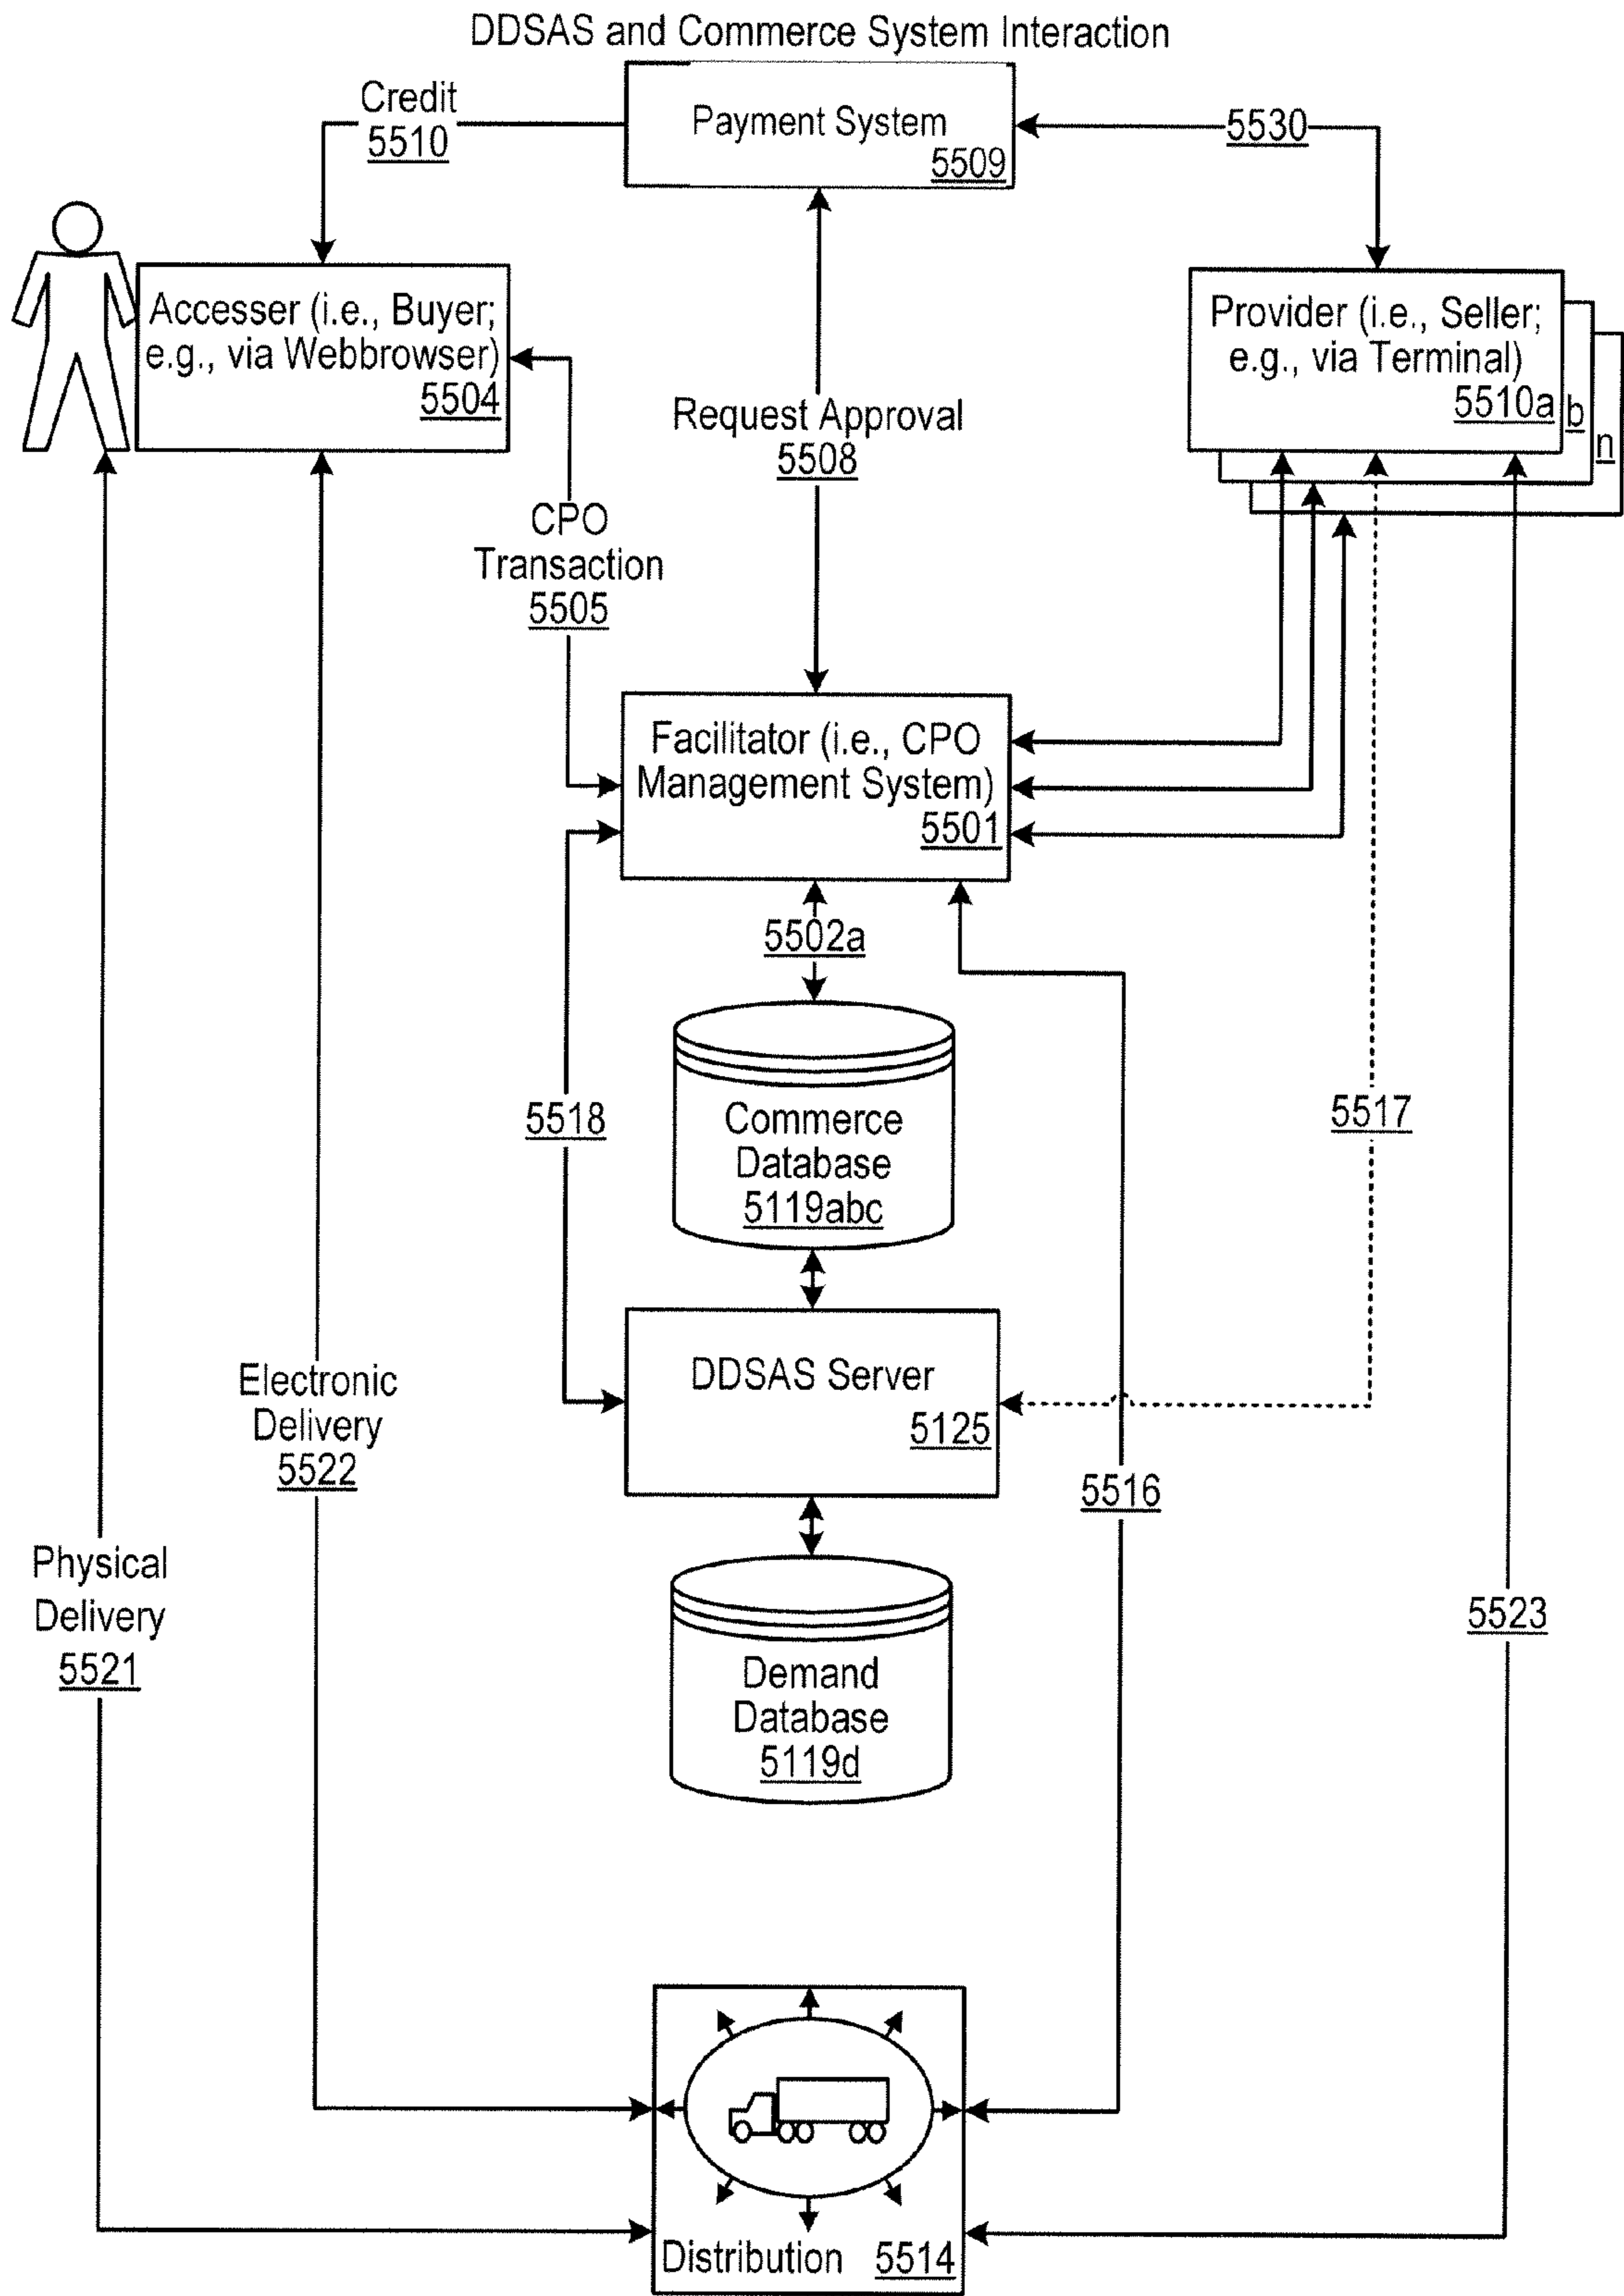 DDSAS and Commerce System Interaction
Credit
5510
Payment System
5509
5530
Accesser (i.e., Buyer;
e.g., via Webbrowser)
5504
Provider (i.e., Seller;
e.g., via Terminal)
5510a
b
n
Request Approval
5508
CPO
Transaction
5505
Facilitator (i.e., CPO
Management System)
5501
5502a
Commerce
Database
5119abc
5518
5517
DDSAS Server
5125
Electronic
Delivery
5522
5516
Physical
Delivery
5521
5523
Demand
Database
5119d
Distribution 5514